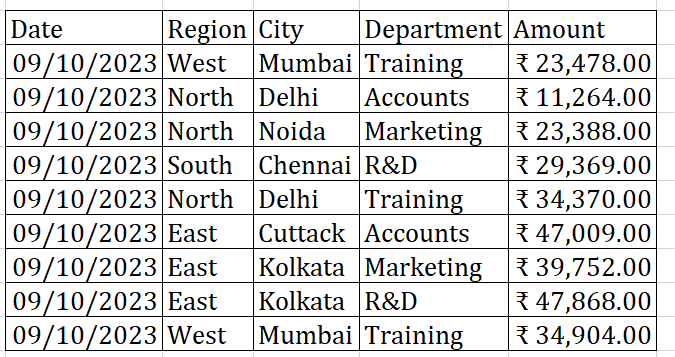 Date Region City Department Amount
09/10/2023 West Mumbai Training ₹ 23,478.00
09/10/2023 North Delhi Accounts ₹ 11,264.00
09/10/2023 North Noida Marketing ₹ 23,388.00
09/10/2023 South Chennai R&D ₹ 29,369.00
09/10/2023 North Delhi Training ₹ 34,370.00
09/10/2023 East Cuttack Accounts ₹ 47,009.00
09/10/2023 East Kolkata Marketing ₹ 39,752.00
09/10/2023 East Kolkata R&D ₹ 47,868.00
09/10/2023 West Mumbai Training ₹ 34,904.00